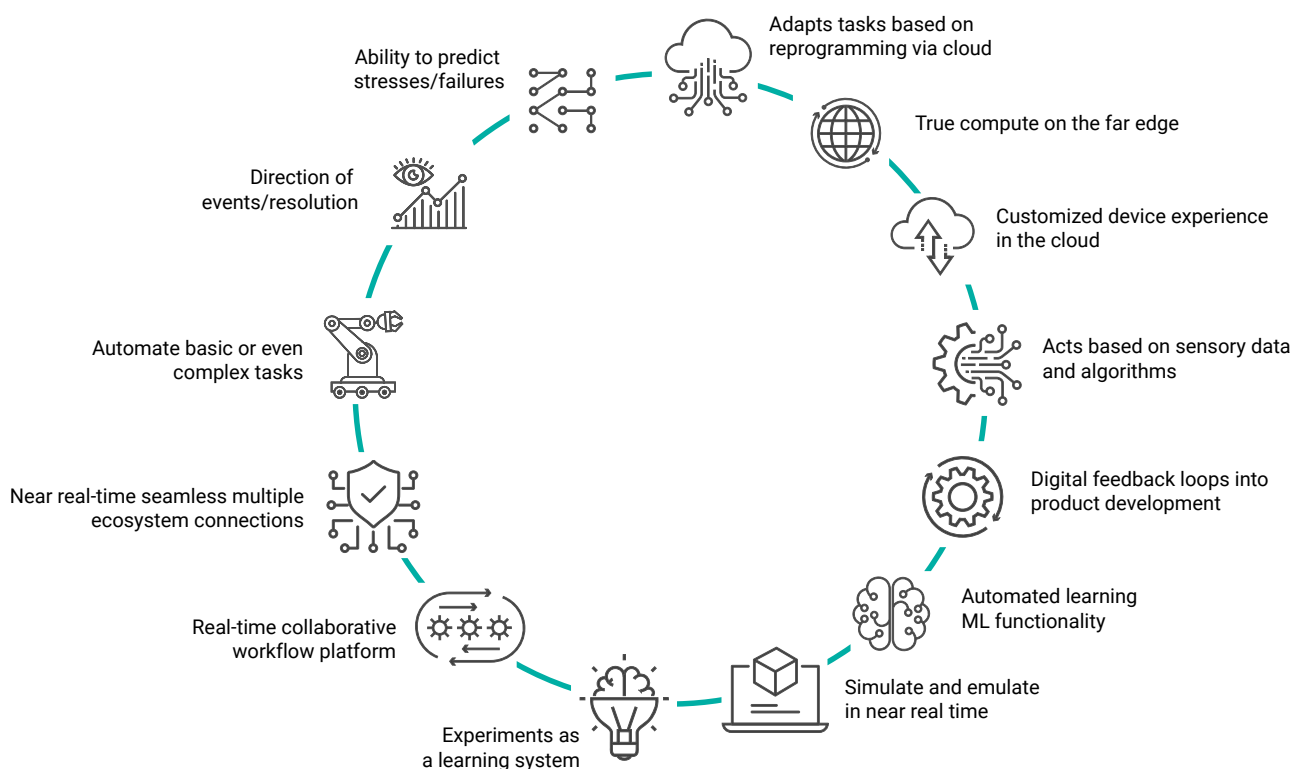 Adapts tasks based on
reprogramming via cloud
True compute on the far edge
Customized device experience
in the cloud
Acts based on sensory data
and algorithms
Digital feedback loops into
product development
Automated learning
ML functionality
Simulate and emulate
in near real time
Experiments as
a learning system
Real-time collaborative
workflow platform
Near real-time seamless multiple
ecosystem connections
Automate basic or even
complex tasks
Direction of
events/resolution
Ability to predict
stresses/failures